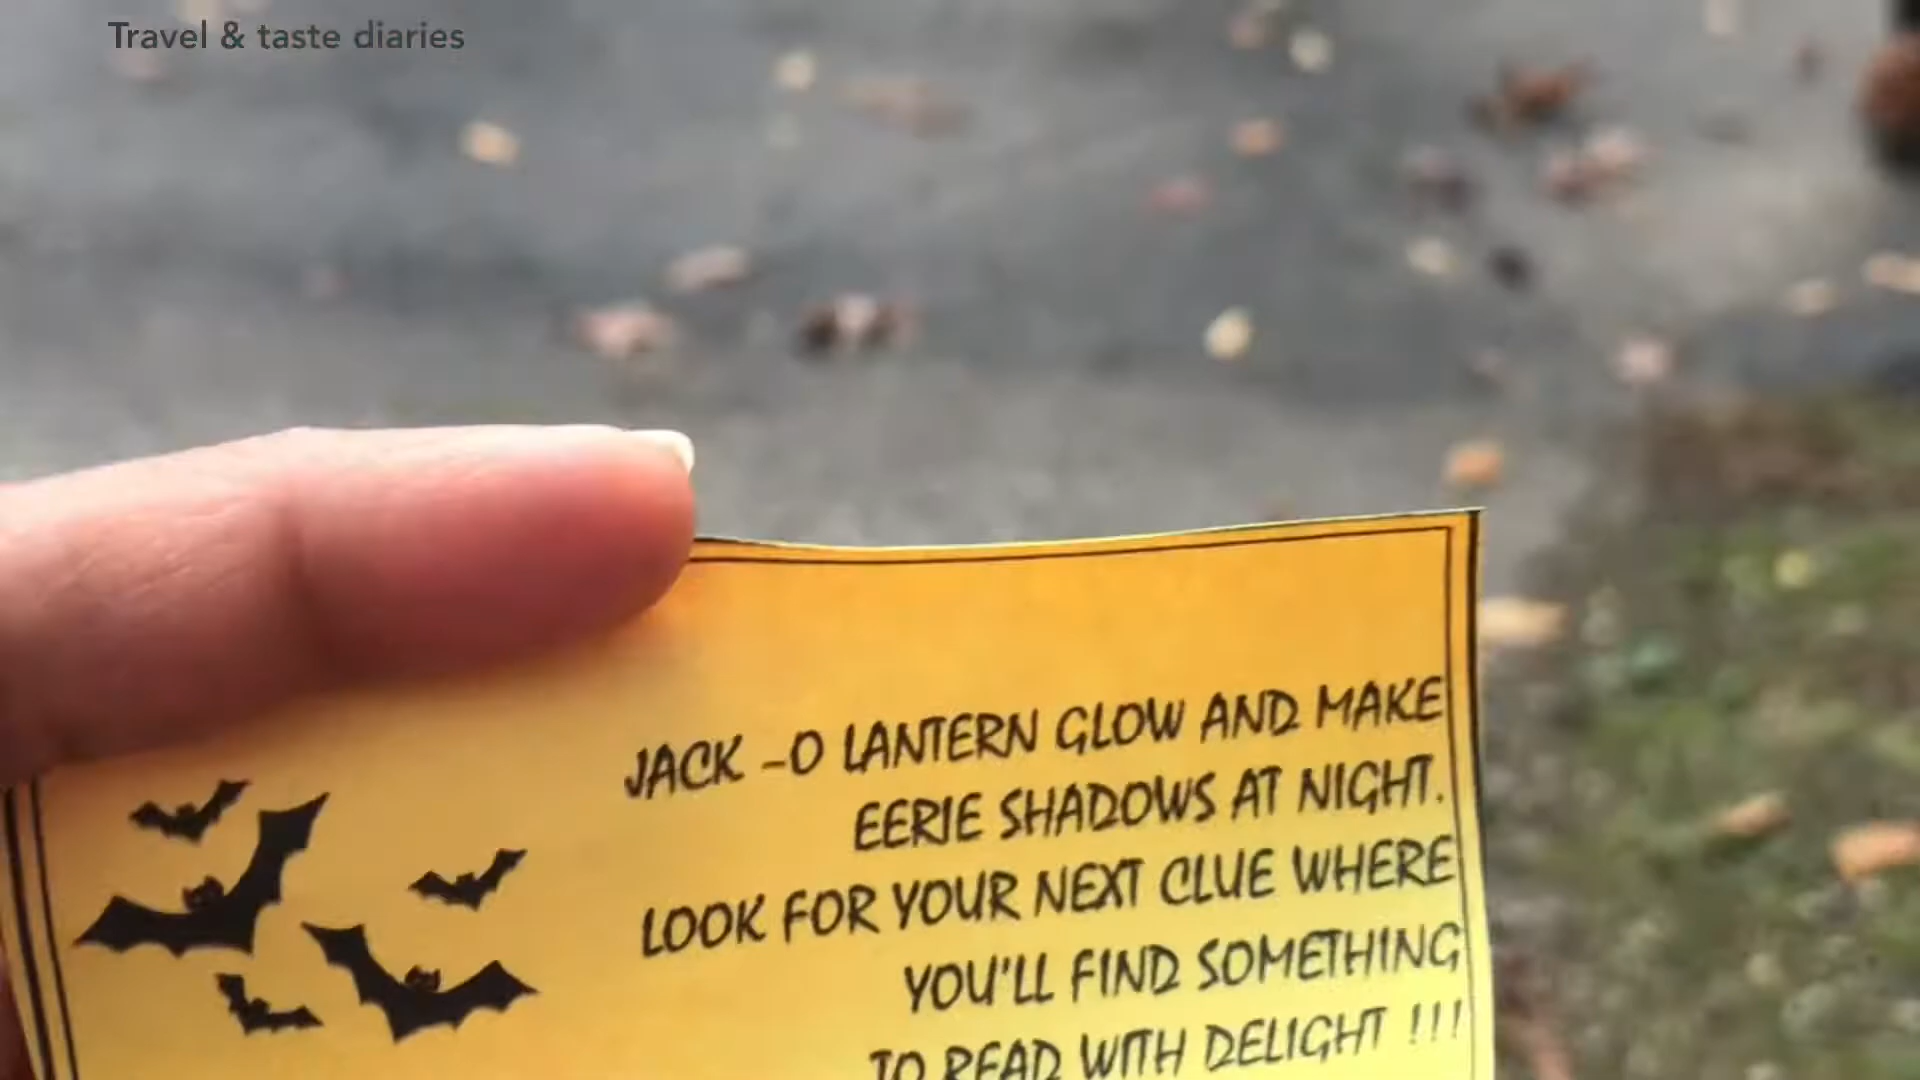 Travel & taste diaries
JACK -O LANTERN GLOW AND MAKE
EERIE SHADOWS AT NIGHT.
LOOK FOR YOUR NEXT CLUE WHERE
YOU'LL FIND SOMETHING
TO READ WITH DELIGHT !!!